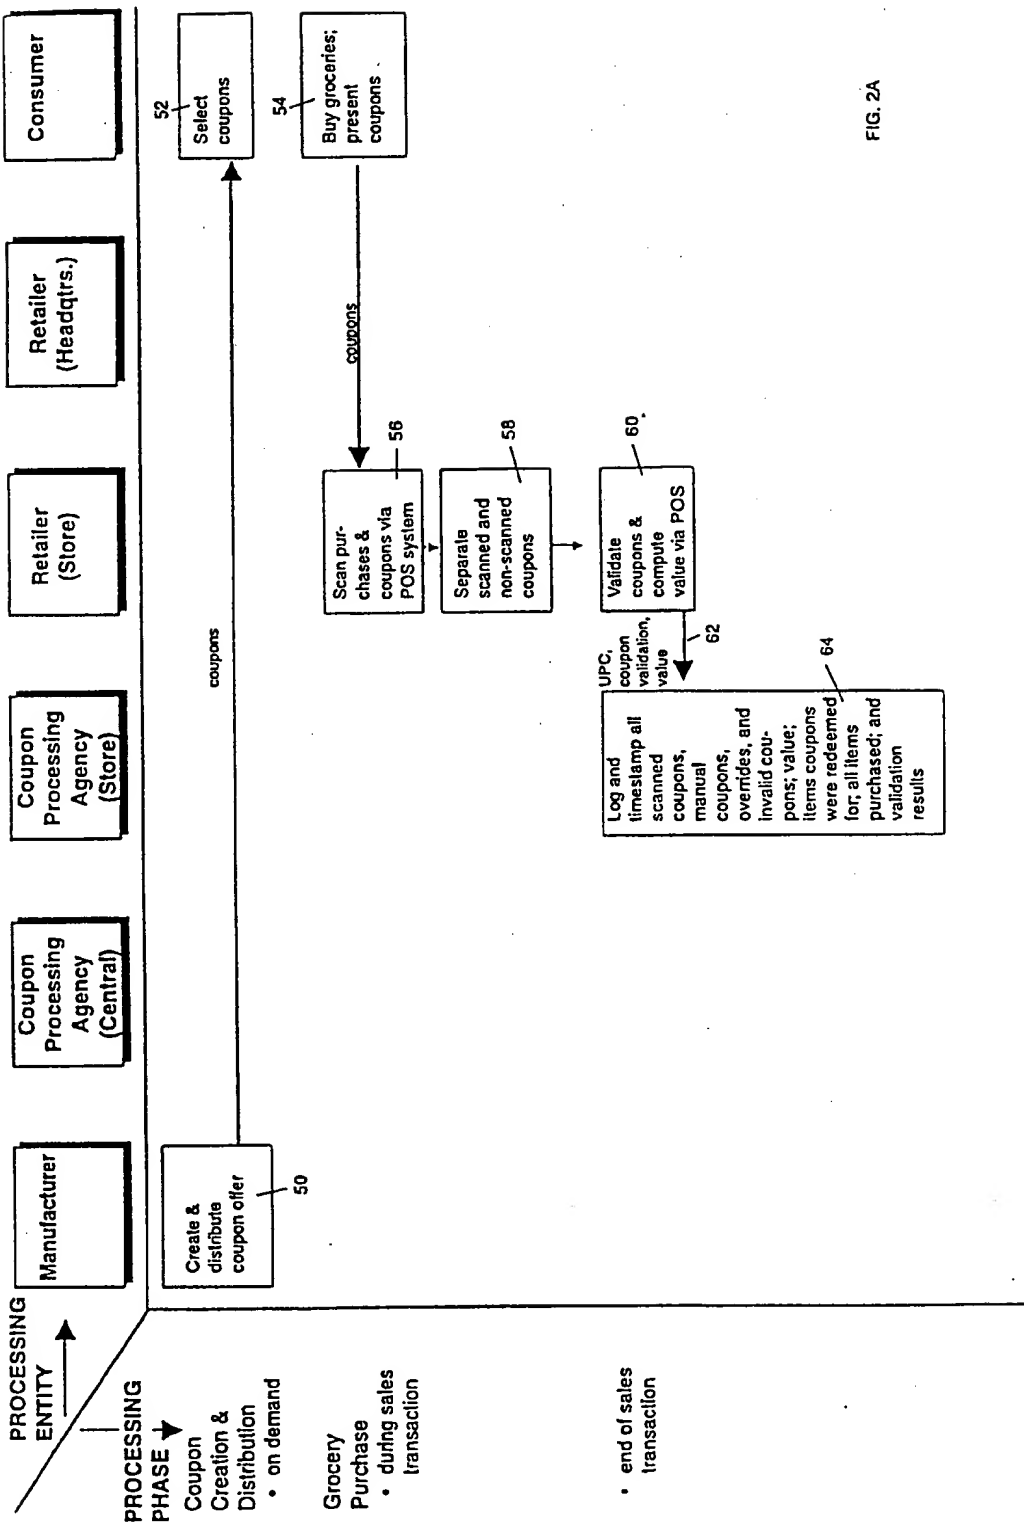 PROCESSING
ENTITY
PROCESSING
PHASE
Manufacturer
Coupon
Processing
Agency
(Central)
Coupon
Processing
Agency
(Store)
Retailer
(Store)
Retailer
(Headqtrs.)
Consumer
Coupon
Creation &
Distribution
• on demand
Create &
distribute
coupon offer
50
coupons
52
Select
coupons
Grocery
Purchase
• during sales
transaction
54
Buy groceries;
present
coupons
coupons
Scan pur-
chases &
coupons via
POS system
56
Separate
scanned and
non-scanned
coupons
58
• end of sales
transaction
Validate
coupons &
compute
value via POS
60
UPC,
coupon
validation,
value
62
Log and
timestamp all
scanned
coupons,
manual
coupons,
overrides, and
invalid cou-
pons; value;
items coupons
were redeemed
for; all items
purchased; and
validation
results
64
FIG. 2A